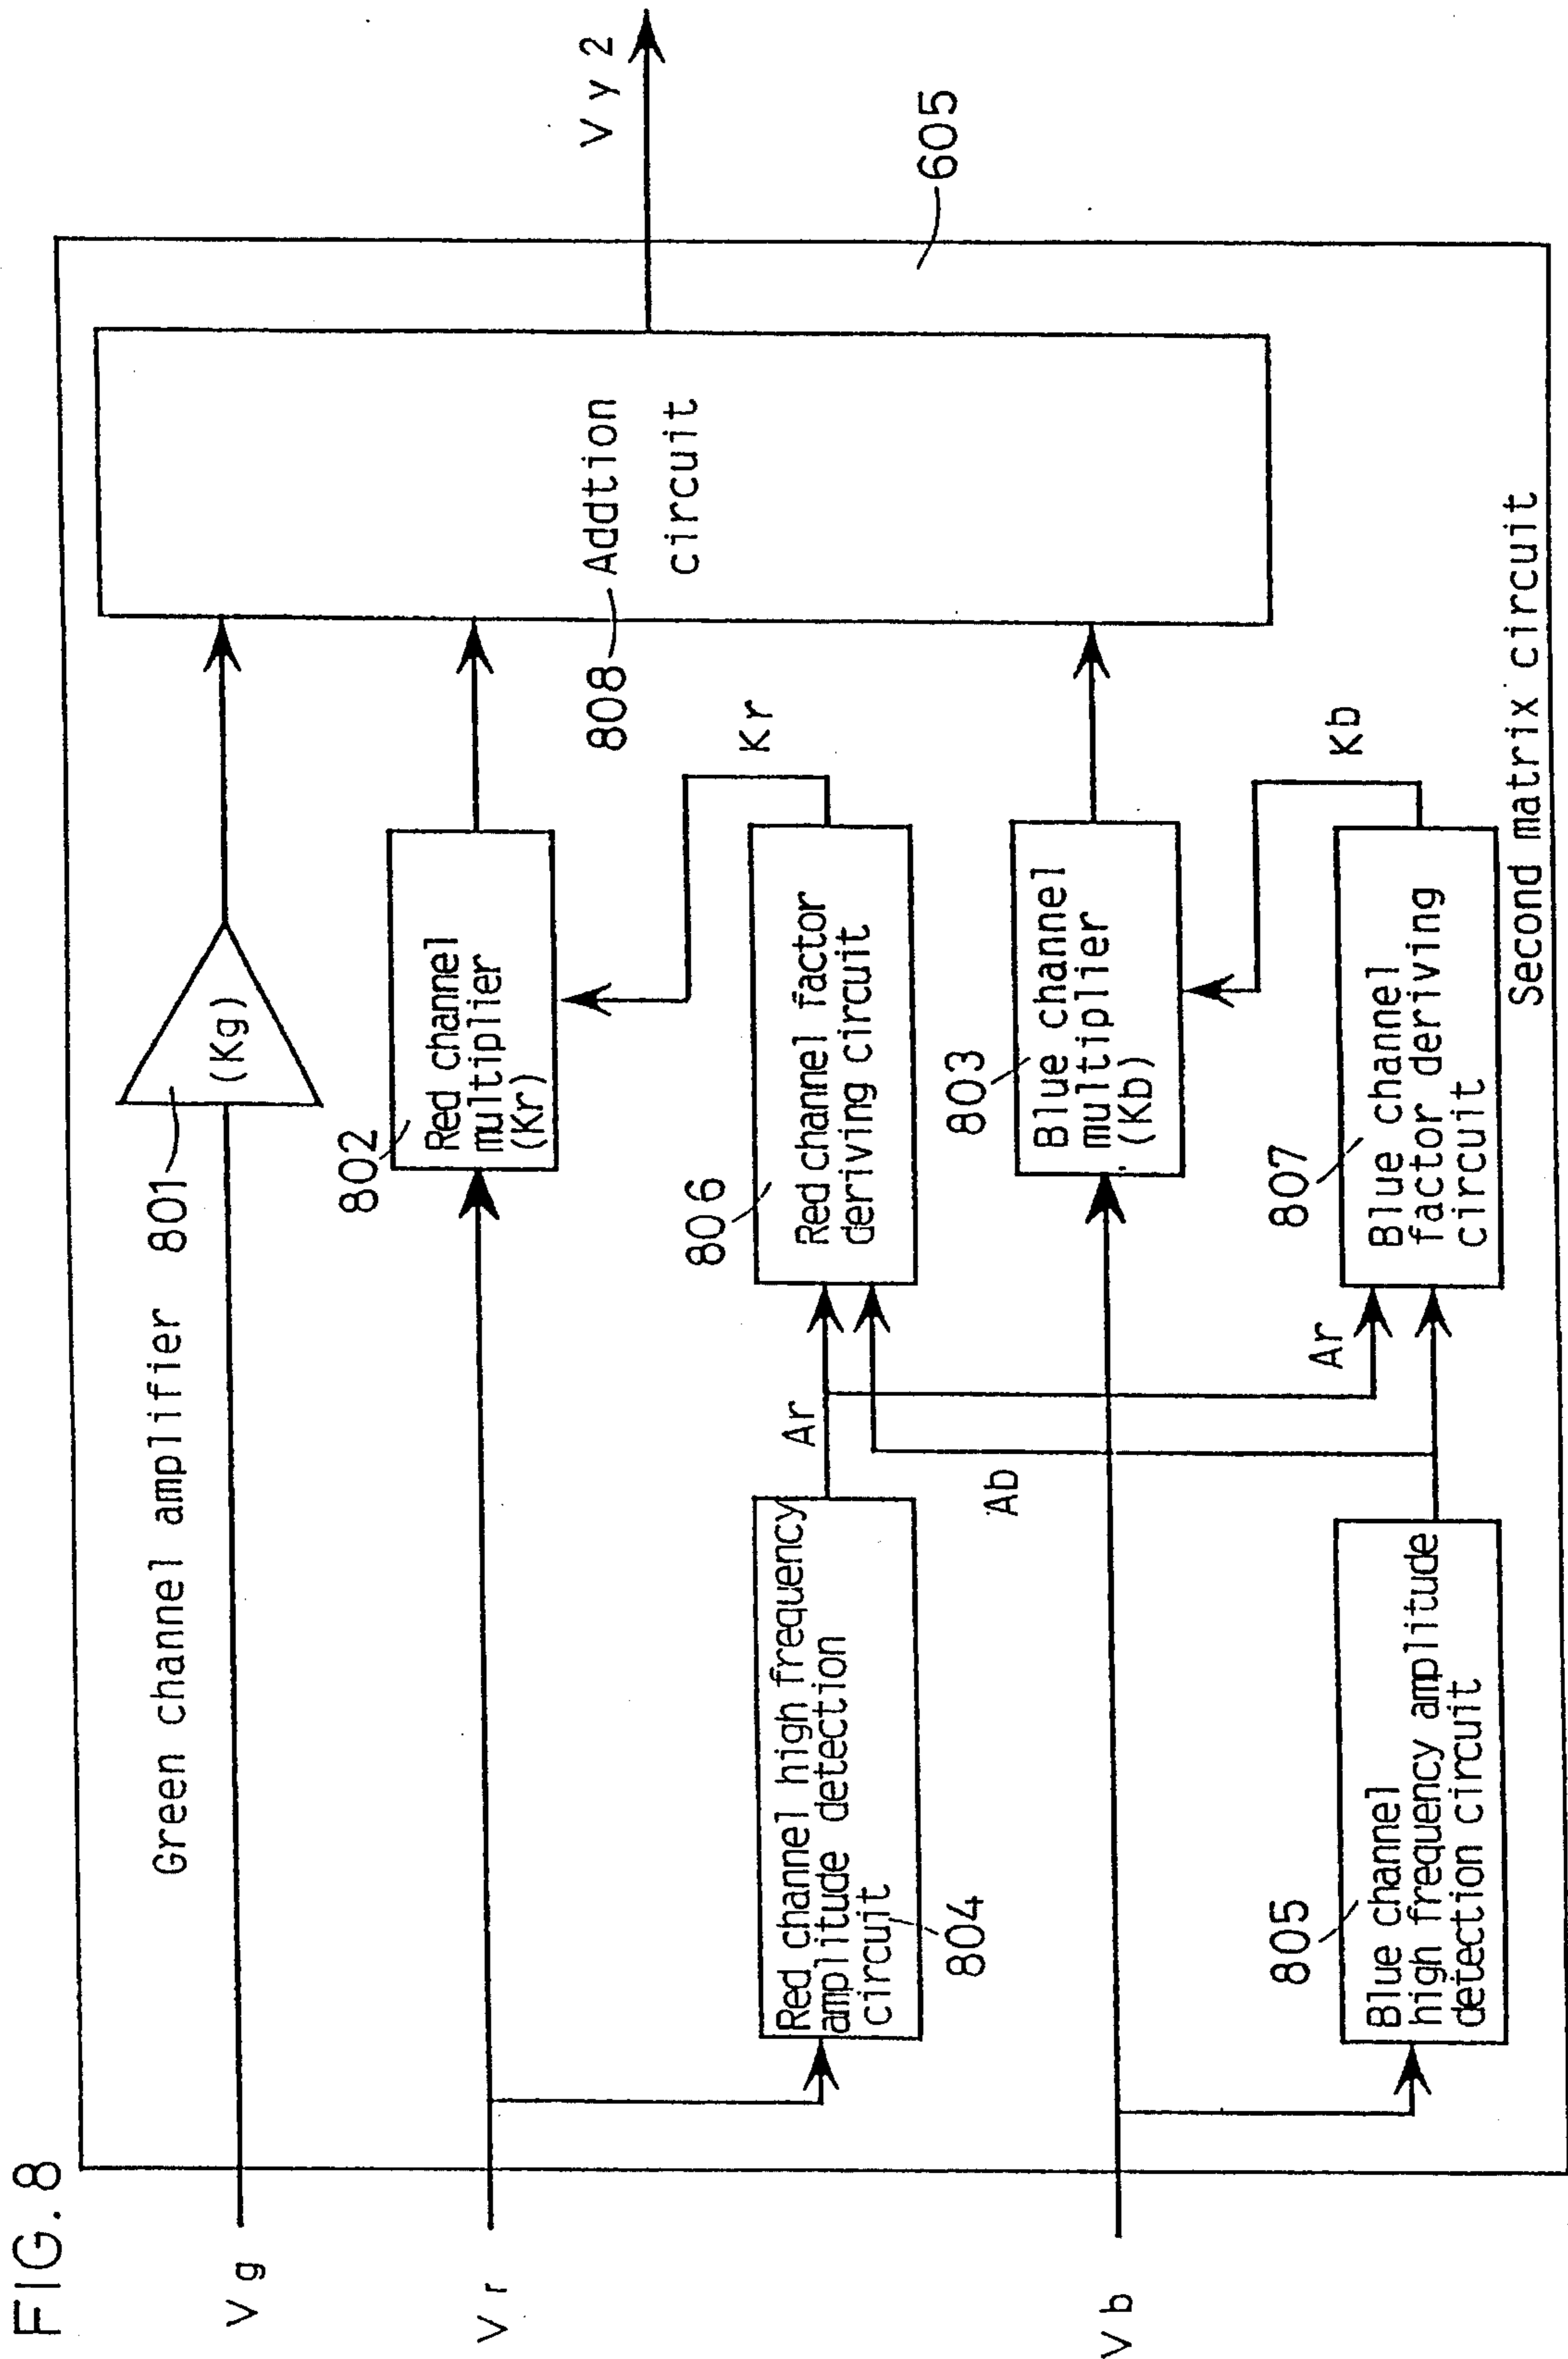 FIG. 8
Vg
Vr
Vb
Green channel amplifier 801
(Kg)
802
Red channel
multiplier
(Kr)
Kr
806
Red channel factor
deriving circuit
Ar
Ab
Red channel high frequency
amplitude detection
circuit
804
803
Blue channel
multiplier
(Kb)
Kb
807
Blue channel
factor deriving
circuit
Ar
805
Blue channel
high frequency amplitude
detection circuit
808
Addtion
circuit
Vy2
605
Second matrix circuit